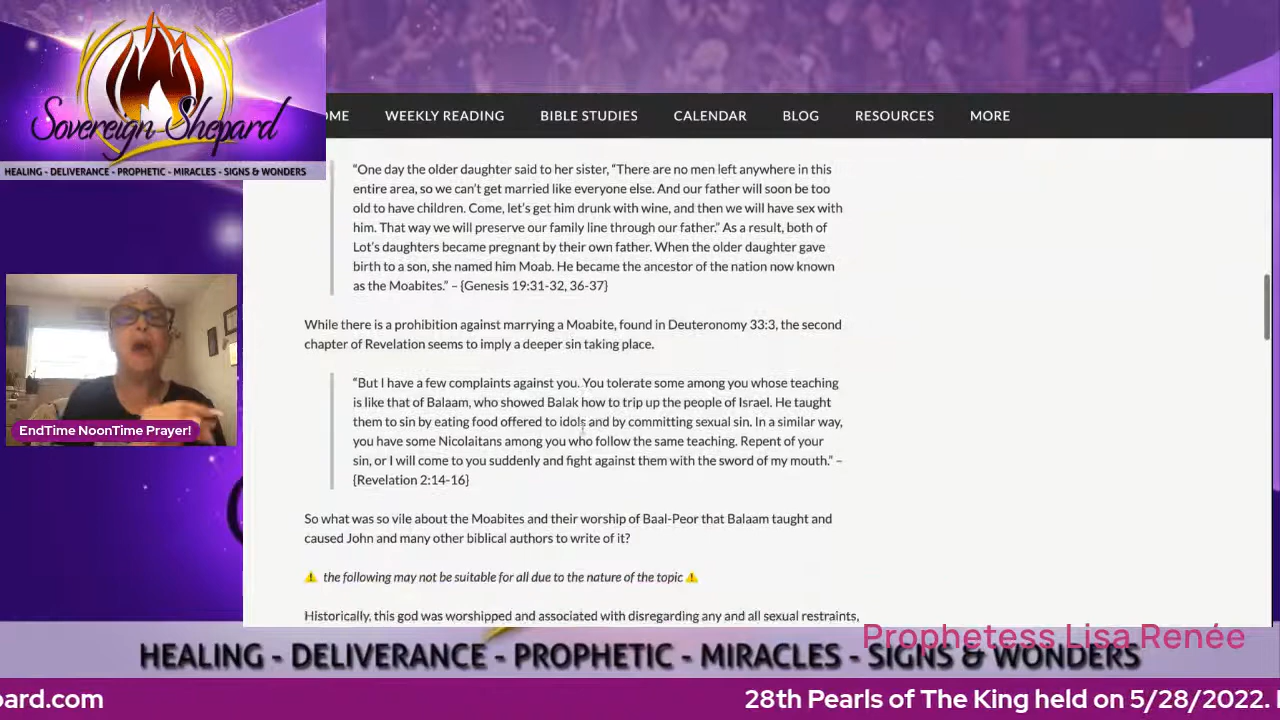 Sovereign Shepard
HEALING - DELIVERANCE - PROPHETIC - MIRACLES - SIGNS & WONDERS
OME WEEKLY READING BIBLE STUDIES CALENDAR BLOG RESOURCES MORE
“One day the older daughter said to her sister, “There are no men left anywhere in this
entire area, so we can’t get married like everyone else. And our father will soon be too
old to have children. Come, let’s get him drunk with wine, and then we will have sex with
him. That way we will preserve our family line through our father.” As a result, both of
Lot’s daughters became pregnant by their own father. When the older daughter gave
birth to a son, she named him Moab. He became the ancestor of the nation now known
as the Moabites.” – {Genesis 19:31-32, 36-37}
While there is a prohibition against marrying a Moabite, found in Deuteronomy 33:3, the second
chapter of Revelation seems to imply a deeper sin taking place.
“But I have a few complaints against you. You tolerate some among you whose teaching
is like that of Balaam, who showed Balak how to trip up the people of Israel. He taught
them to sin by eating food offered to idols and by committing sexual sin. In a similar way,
you have some Nicolaitans among you who follow the same teaching. Repent of your
sin, or I will come to you suddenly and fight against them with the sword of my mouth.” –
{Revelation 2:14-16}
So what was so vile about the Moabites and their worship of Baal-Peor that Balaam taught and
caused John and many other biblical authors to write of it?
⚠ the following may not be suitable for all due to the nature of the topic ⚠
Historically, this god was worshipped and associated with disregarding any and all sexual restraints,
EndTime NoonTime Prayer!
Prophetess Lisa Renée
HEALING - DELIVERANCE - PROPHETIC - MIRACLES - SIGNS & WONDERS
pard.com 28th Pearls of The King held on 5/28/2022.